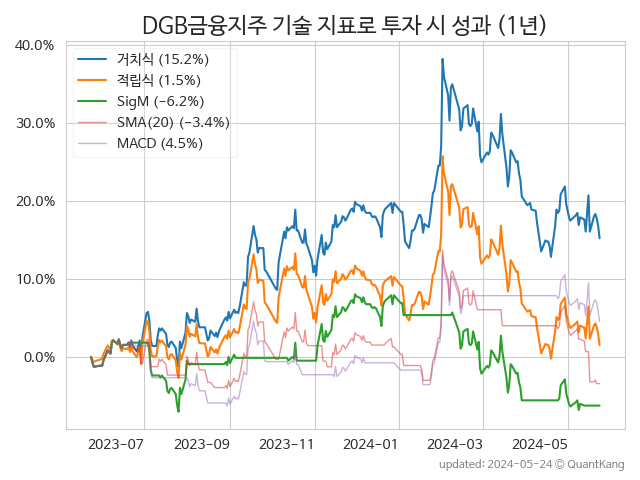 DGB금융지주 기술 지표로 투자 시 성과 (1년)
40.0%
30.0%
20.0%
10.0%
0.0%
거치식 (15.2%)
적립식 (1.5%)
SigM (−6.2%)
SMA(20) (−3.4%)
MACD (4.5%)
2023-07 2023-09 2023-11 2024-01 2024-03 2024-05
updated: 2024-05-24 © QuantKang